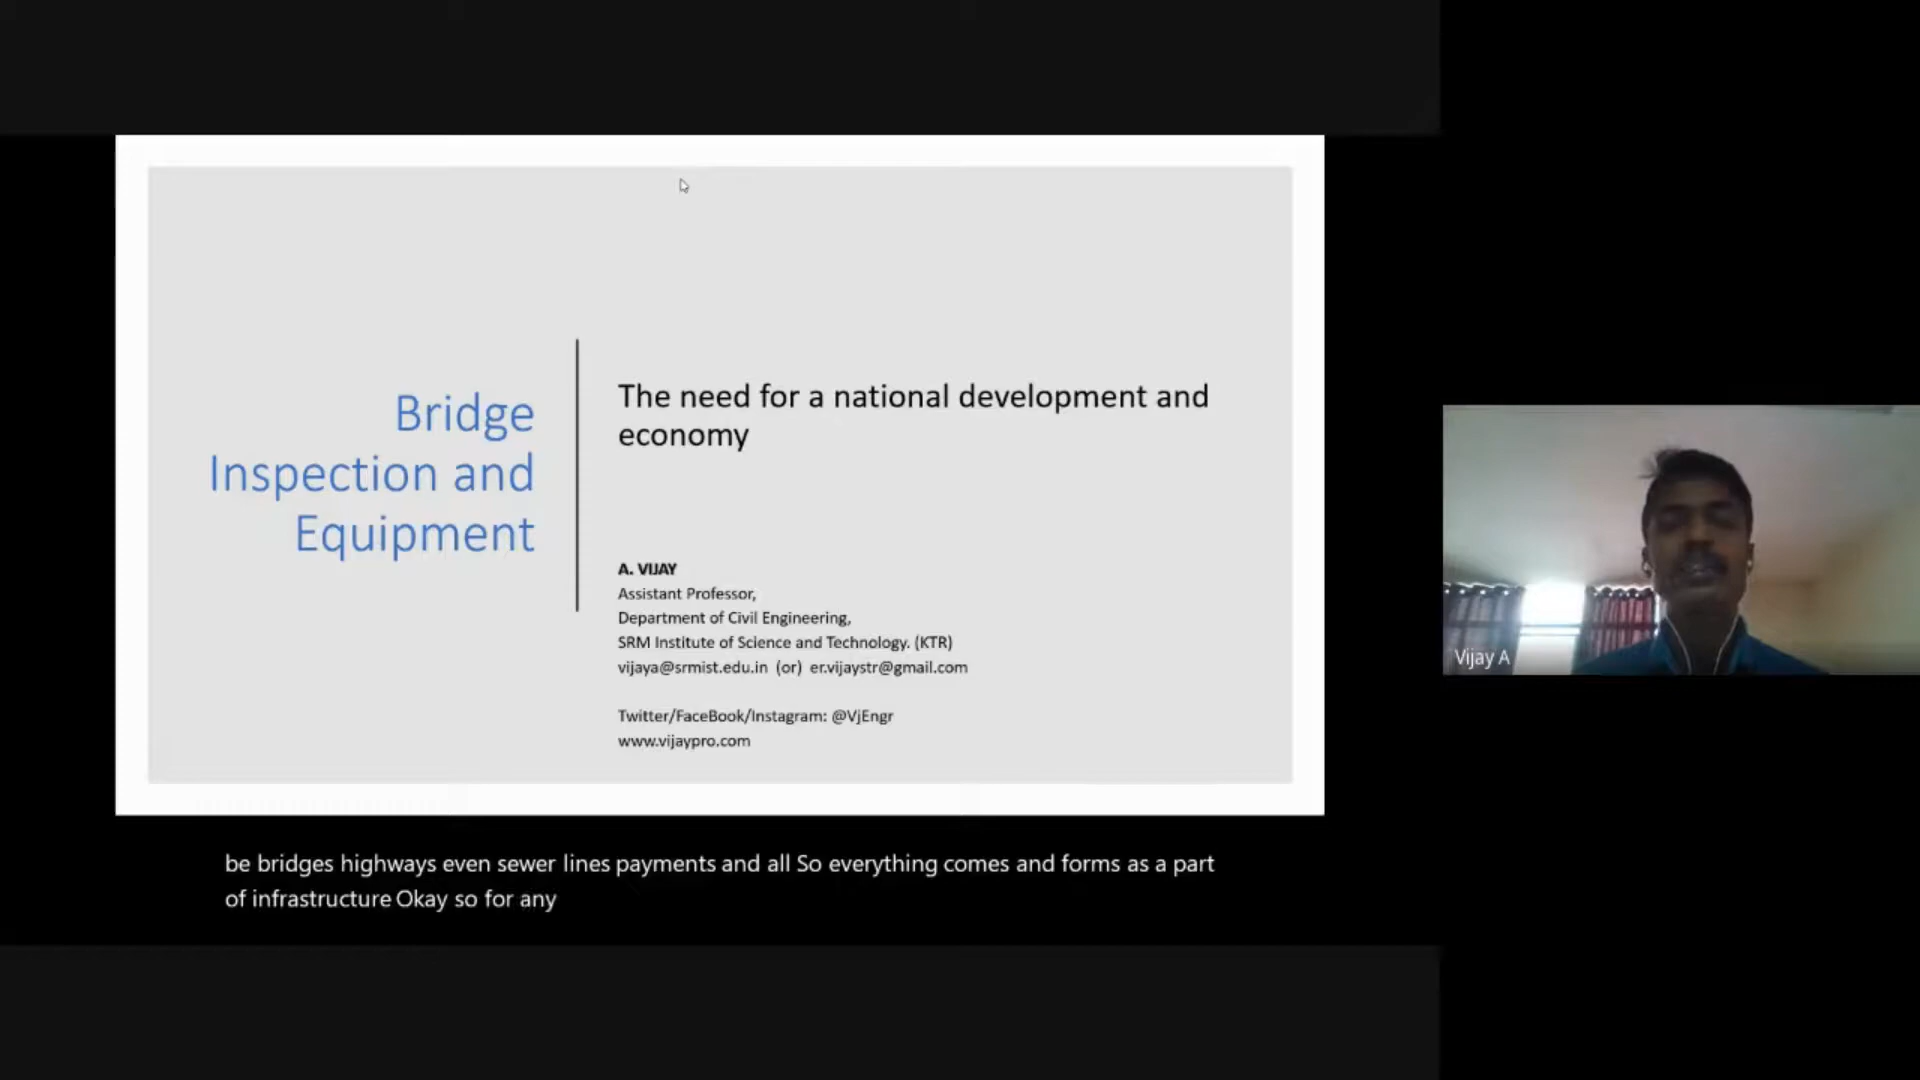 Bridge
Inspection and
Equipment
The need for a national development and
economy
A. VIJAY
Assistant Professor,
Department of Civil Engineering,
SRM Institute of Science and Technology. (KTR)
vijaya@srmist.edu.in (or) er.vijaystr@gmail.com
Twitter/FaceBook/Instagram: @VjEngr
www.vijaypro.com
Vijay A
be bridges highways even sewer lines payments and all So everything comes and forms as a part
of infrastructure Okay so for any